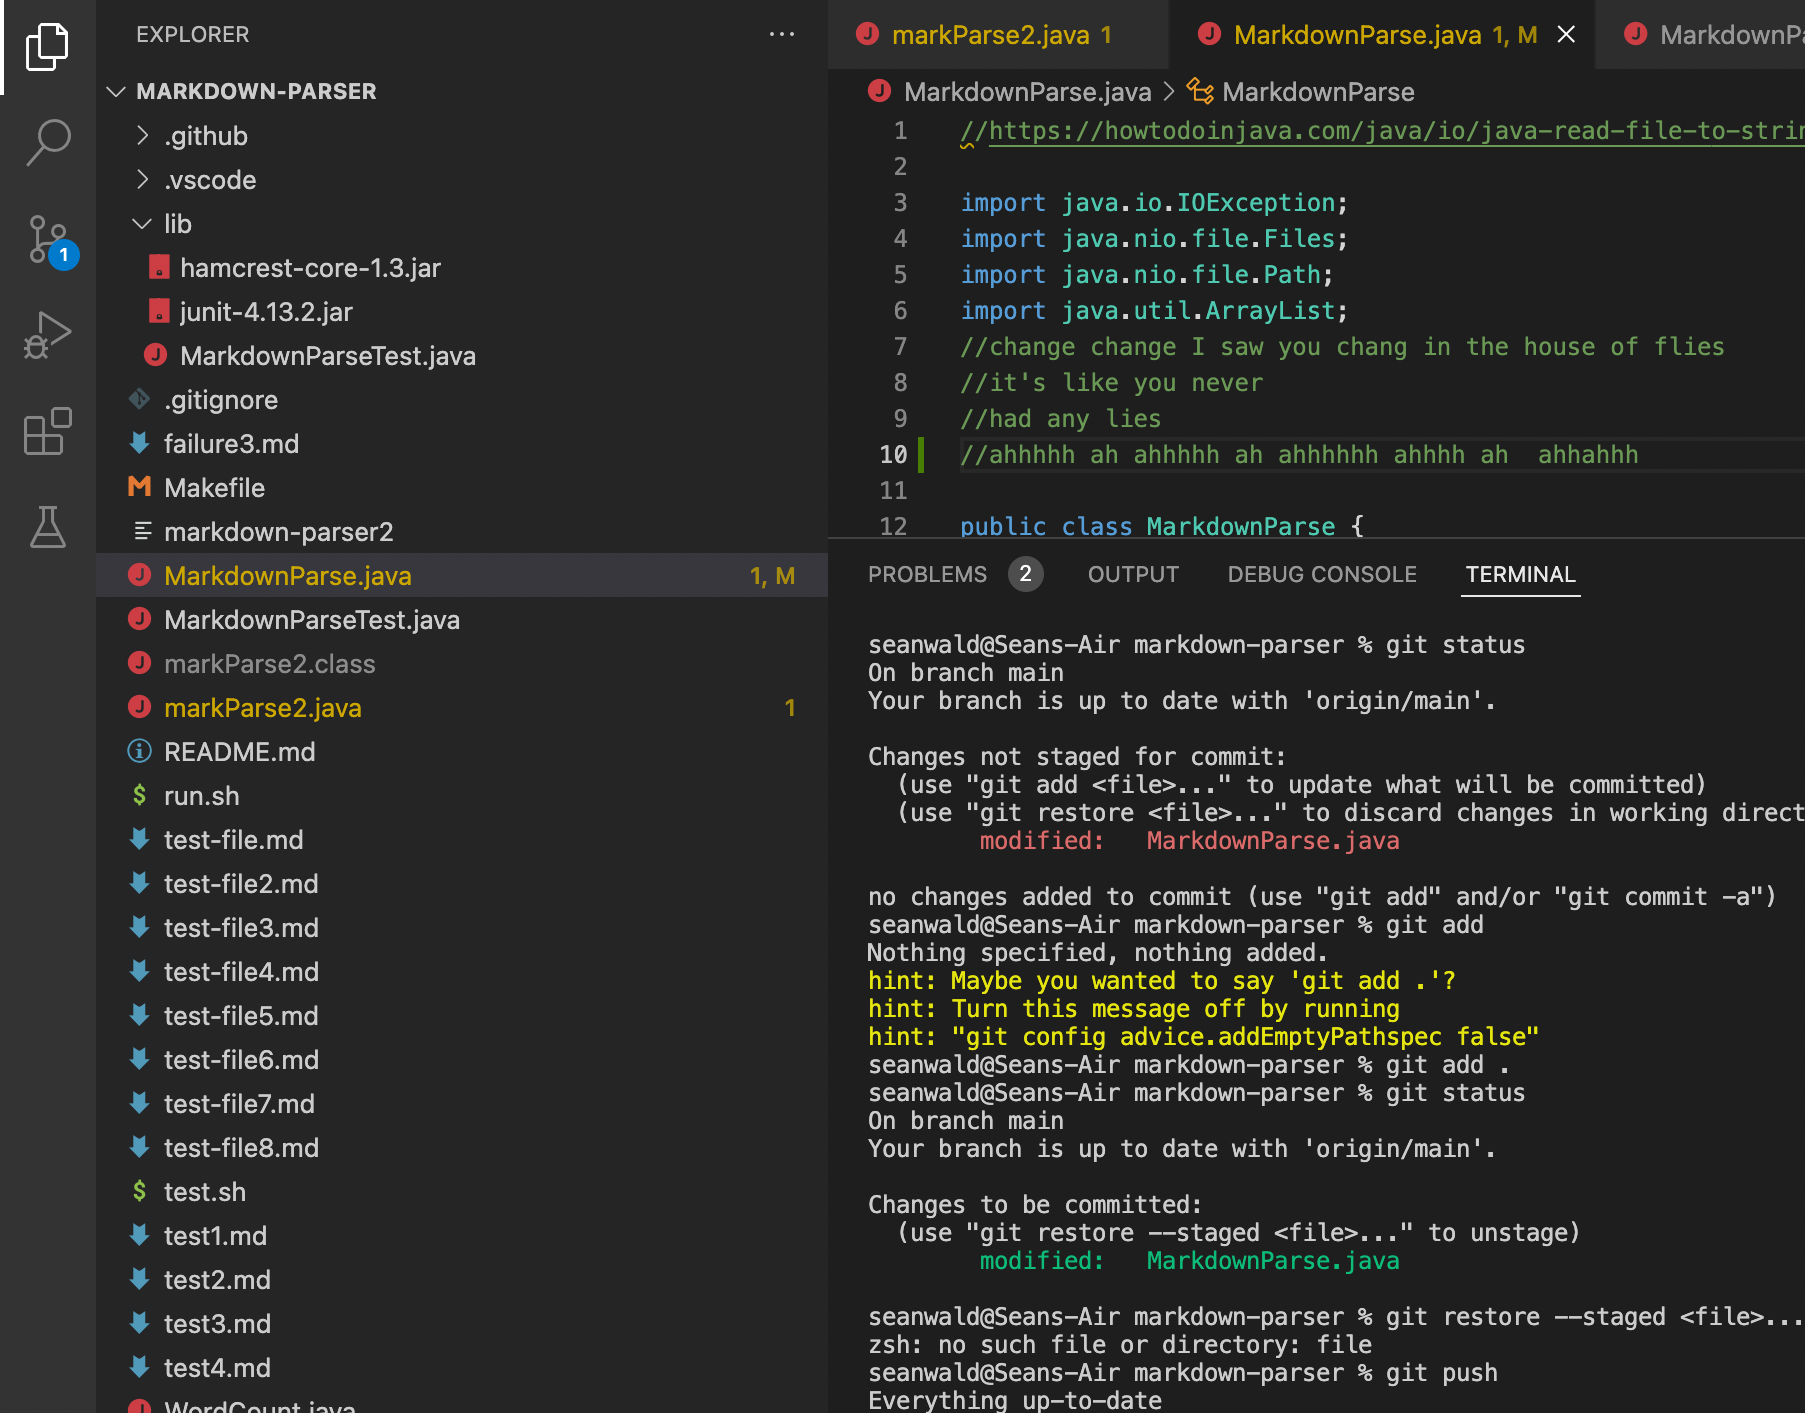 EXPLORER
MARKDOWN-PARSER
.github
.vscode
lib
hamcrest-core-1.3.jar
junit-4.13.2.jar
MarkdownParseTest.java
.gitignore
failure3.md
Makefile
markdown-parser2
MarkdownParse.java 1, M
MarkdownParseTest.java
markParse2.class
markParse2.java 1
README.md
run.sh
test-file.md
test-file2.md
test-file3.md
test-file4.md
test-file5.md
test-file6.md
test-file7.md
test-file8.md
test.sh
test1.md
test2.md
test3.md
test4.md
WordCount.java
1
markParse2.java 1
MarkdownParse.java 1, M
MarkdownPa
MarkdownParse.java > MarkdownParse
1 //https://howtodoinjava.com/java/io/java-read-file-to-strin
2
3 import java.io.IOException;
4 import java.nio.file.Files;
5 import java.nio.file.Path;
6 import java.util.ArrayList;
7 //change change I saw you chang in the house of flies
8 //it's like you never
9 //had any lies
10 //ahhhhh ah ahhhhh ah ahhhhhh ahhhh ah  ahhahhh
11
12 public class MarkdownParse {
PROBLEMS 2 OUTPUT DEBUG CONSOLE TERMINAL
seanwald@Seans-Air markdown-parser % git status
On branch main
Your branch is up to date with 'origin/main'.
Changes not staged for commit:
(use "git add <file>..." to update what will be committed)
(use "git restore <file>..." to discard changes in working direct
modified: MarkdownParse.java
no changes added to commit (use "git add" and/or "git commit -a")
seanwald@Seans-Air markdown-parser % git add
Nothing specified, nothing added.
hint: Maybe you wanted to say 'git add .'?
hint: Turn this message off by running
hint: "git config advice.addEmptyPathspec false"
seanwald@Seans-Air markdown-parser % git add .
seanwald@Seans-Air markdown-parser % git status
On branch main
Your branch is up to date with 'origin/main'.
Changes to be committed:
(use "git restore --staged <file>..." to unstage)
modified: MarkdownParse.java
seanwald@Seans-Air markdown-parser % git restore --staged <file>...
zsh: no such file or directory: file
seanwald@Seans-Air markdown-parser % git push
Everything up-to-date